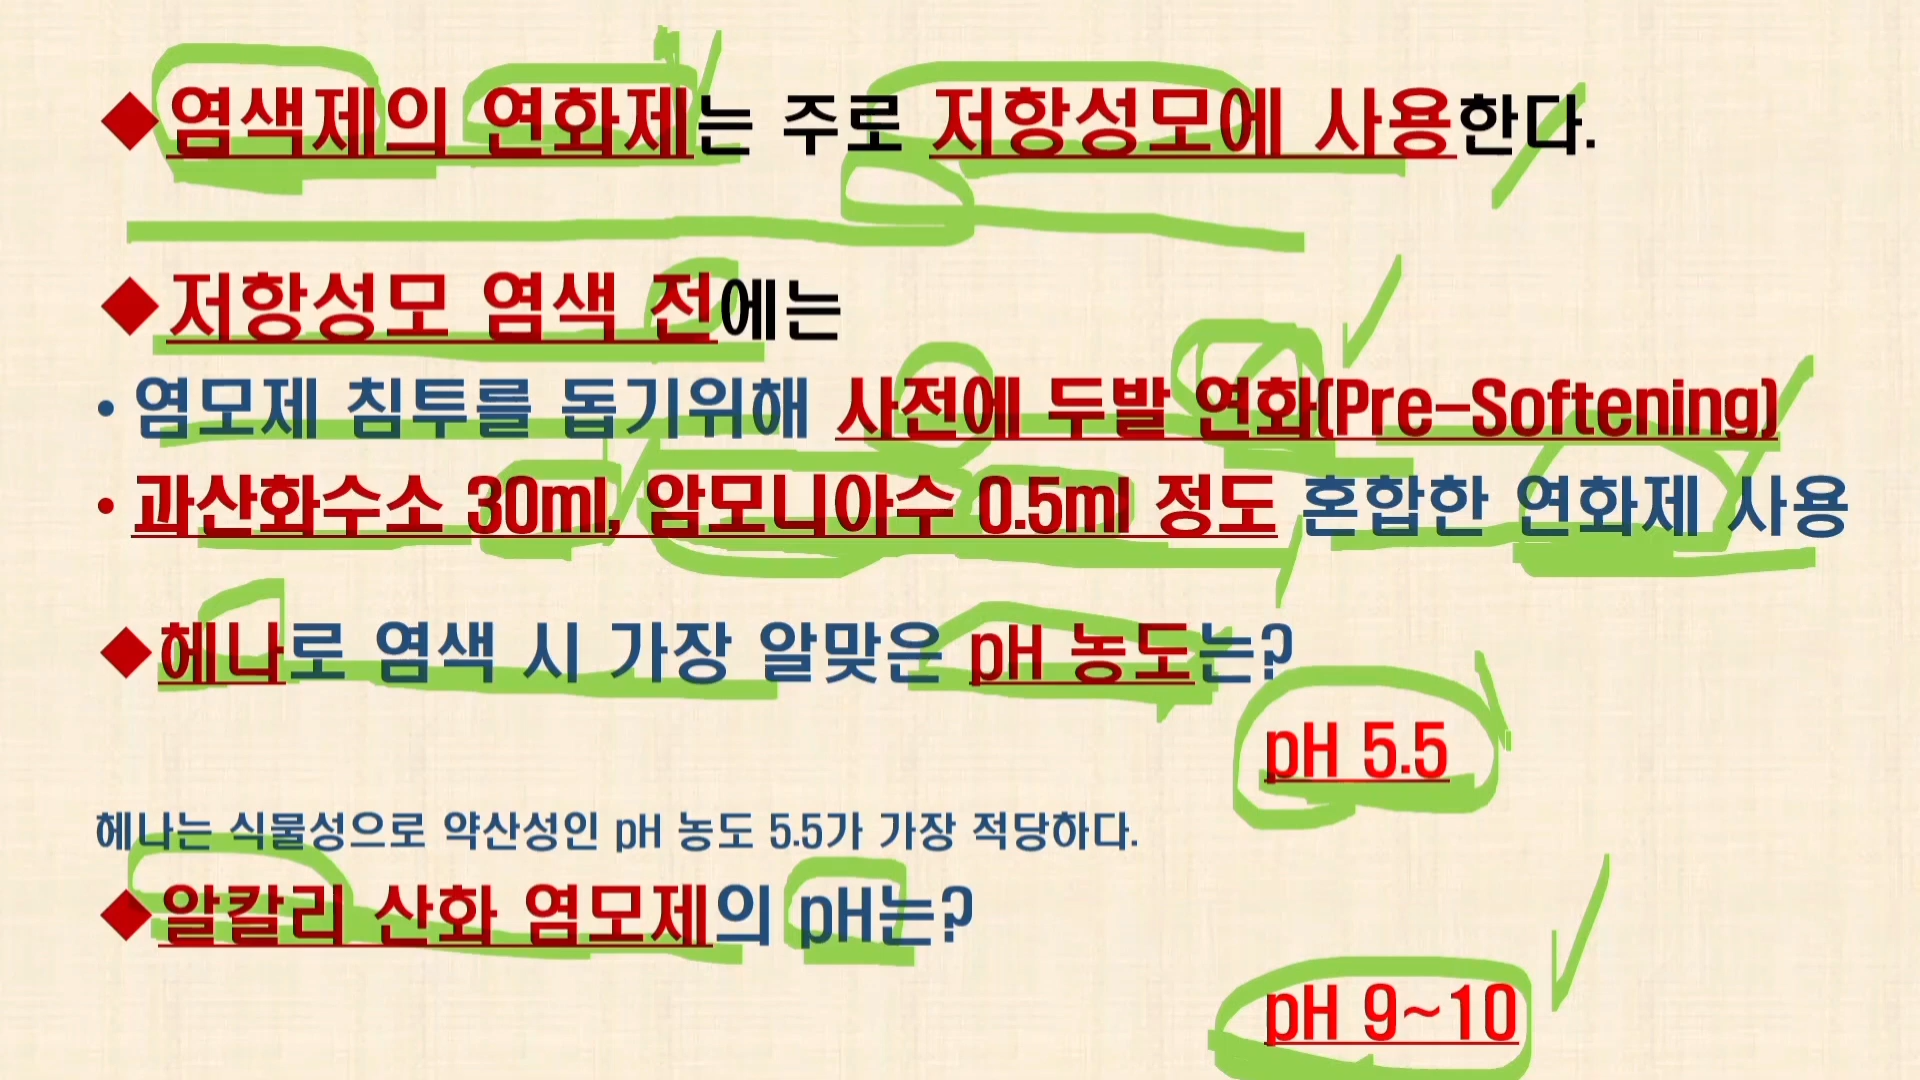 ◆염색제의 연화제는 주로 저항성모에 사용한다.
◆저항성모 염색 전에는
• 염모제 침투를 돕기위해 사전에 두발 연화(Pre-Softening)
• 과산화수소 30ml, 암모니아수 0.5ml 정도 혼합한 연화제 사용
◆헤나로 염색 시 가장 알맞은 pH 농도는?
pH 5.5
헤나는 식물성으로 약산성인 pH 농도 5.5가 가장 적당하다.
◆알칼리 산화 염모제의 pH는?
pH 9~10